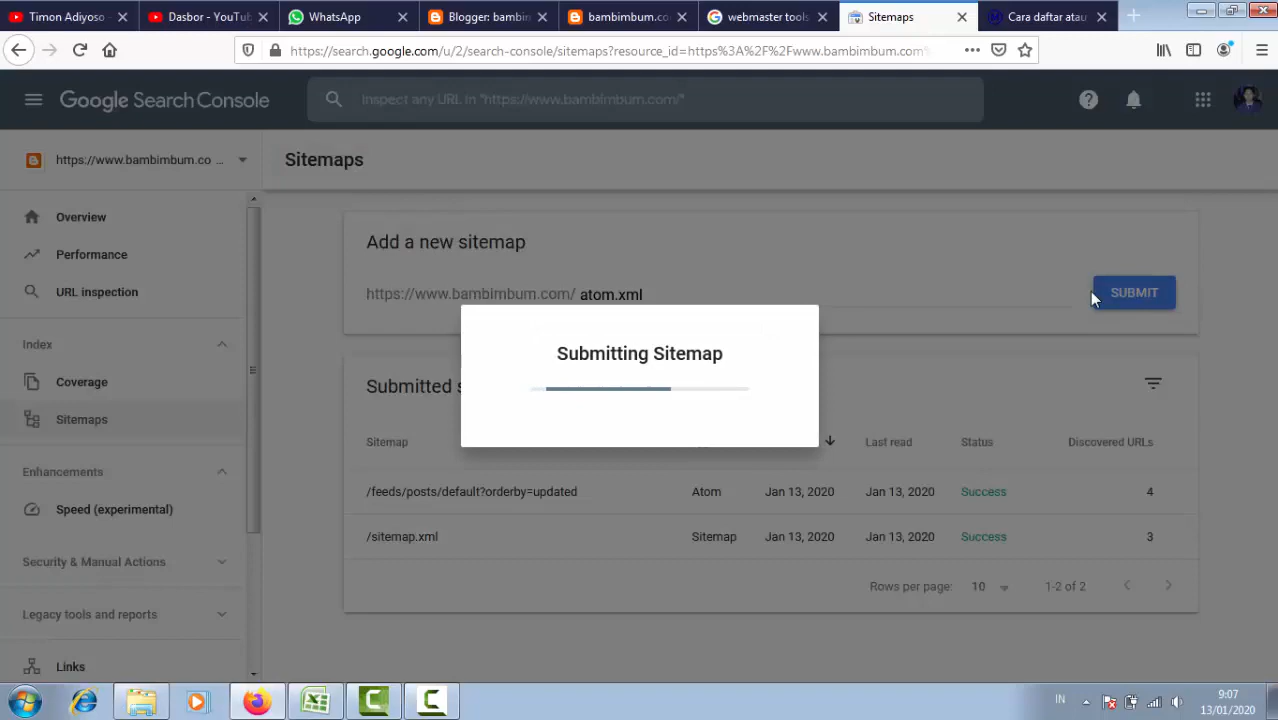 Timon Adiyoso -
Dasbor - YouTu
WhatsApp
Blogger: bambin
bambimbum.co
webmaster tools
Sitemaps
Cara daftar atau
https://search.google.com/u/2/search-console/sitemaps?resource_id=https%3A%2F%2Fwww.bambimbum.com%
Google Search Console
Inspect any URL in "https://www.bambimbum.com/"
https://www.bambimbum.co ...
Sitemaps
Overview
Performance
URL inspection
Index
Coverage
Sitemaps
Enhancements
Speed (experimental)
Security & Manual Actions
Legacy tools and reports
Links
Add a new sitemap
https://www.bambimbum.com/ atom.xml
SUBMIT
Submitting Sitemap
Submitted s
Sitemap Last read Status Discovered URLs
/feeds/posts/default?orderby=updated Atom Jan 13, 2020 Jan 13, 2020 Success 4
/sitemap.xml Sitemap Jan 13, 2020 Jan 13, 2020 Success 3
Rows per page: 10 1-2 of 2
IN
9:07
13/01/2020